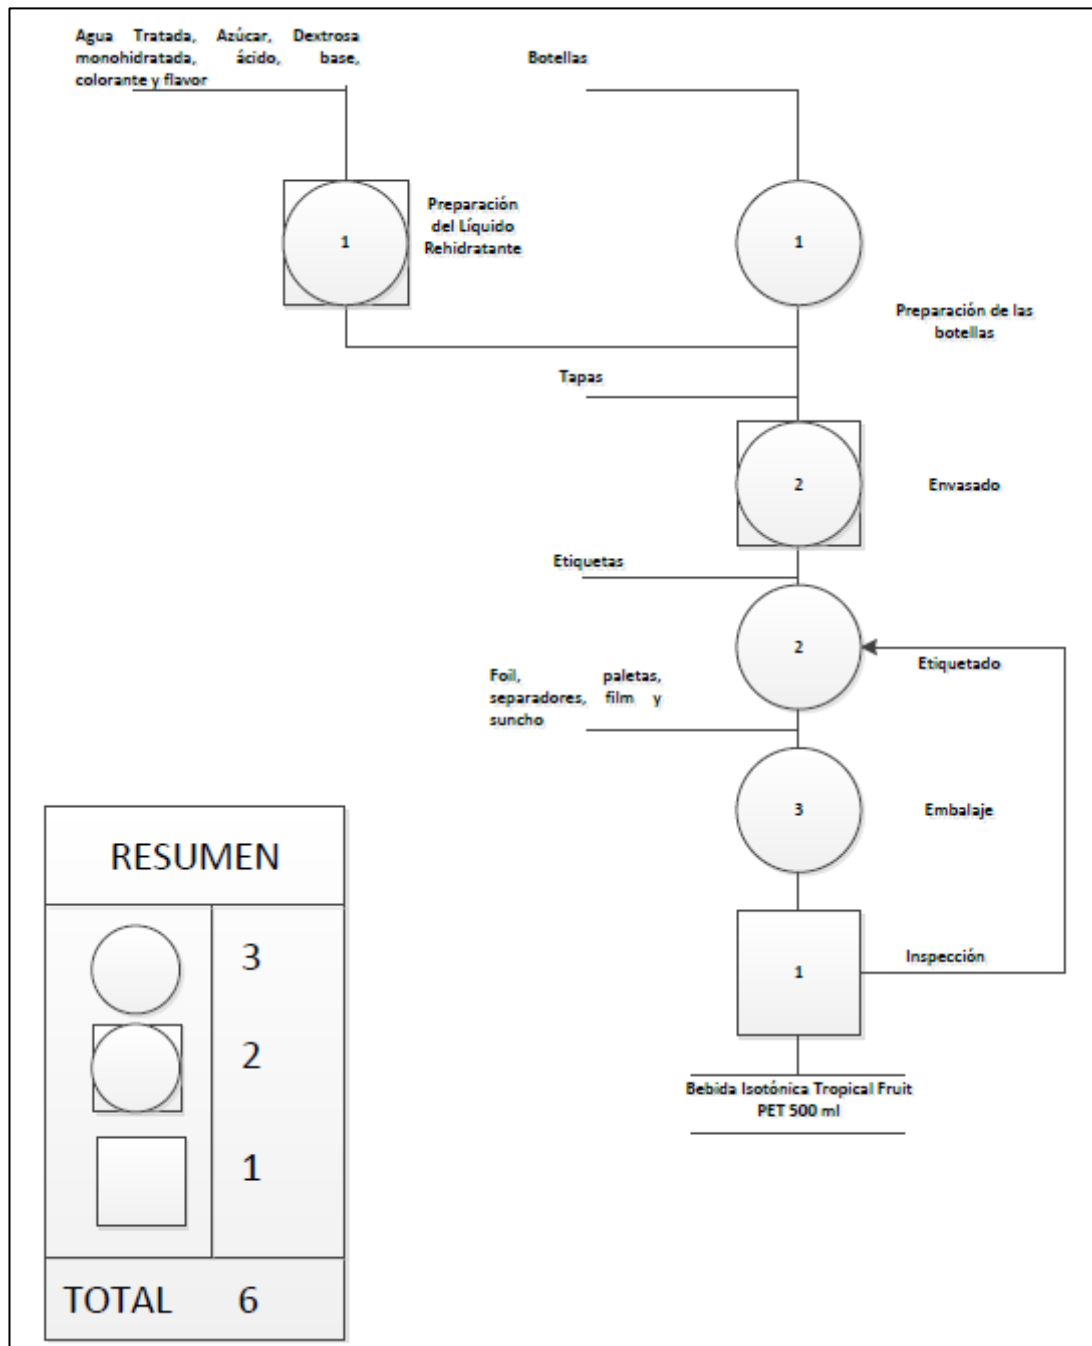 Agua Tratada, Azúcar, Dextrosa
monohidratada, ácido, base,
colorante y flavor
Botellas
1
Preparación
del Líquido
Rehidratante
1
Preparación de las
botellas
Tapas
2
Envasado
Etiquetas
2
Etiquetado
Foil, paletas,
separadores, film y
suncho
3
Embalaje
1
Inspección
Bebida Isotónica Tropical Fruit
PET 500 ml
RESUMEN
3
2
1
TOTAL 6